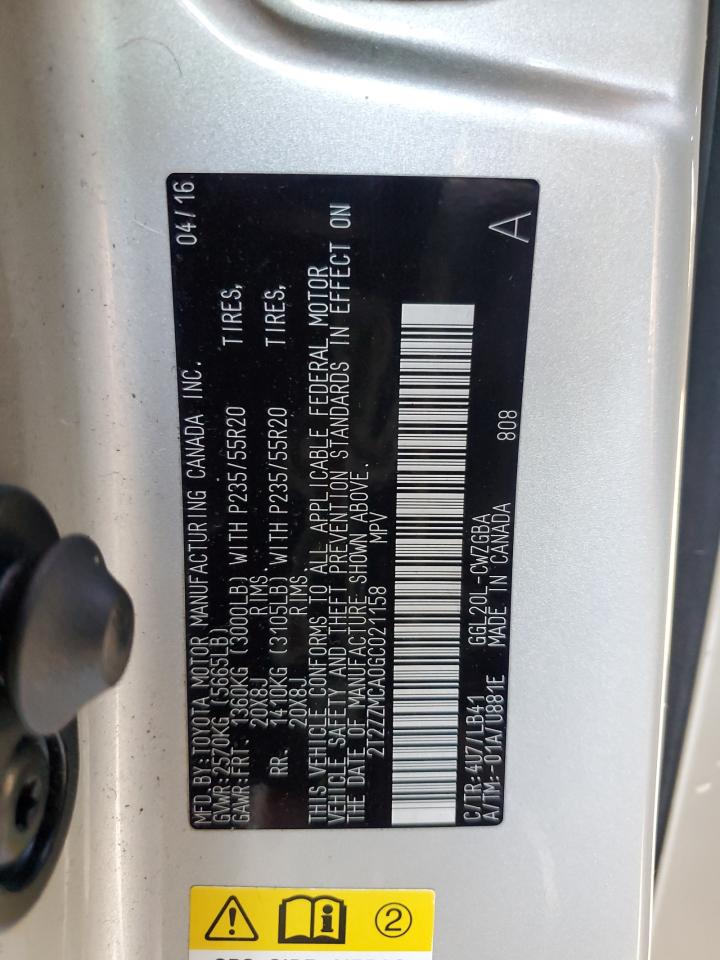 MFD.BY:TOYOTA MOTOR MANUFACTURING CANADA INC. 04/16
GVWR:2570KG(5665LB)
GAWR:FRT. 1360KG(3000LB)WITH P235/55R20 TIRES,
20X8J RIMS
RR. 1410KG(3105LB)WITH P235/55R20 TIRES,
20X8J RIMS
THIS VEHICLE CONFORMS TO ALL APPLICABLE FEDERAL MOTOR
VEHICLE SAFETY AND THEFT PREVENTION STANDARDS IN EFFECT ON
THE DATE OF MANUFACTURE SHOWN ABOVE.
2T2ZZMCA0GC021158 MPV
C/TR:4U7/LB41 GGL20L-CWZGBA
A/TM:-01A/U881E MADE IN CANADA 808
A
2